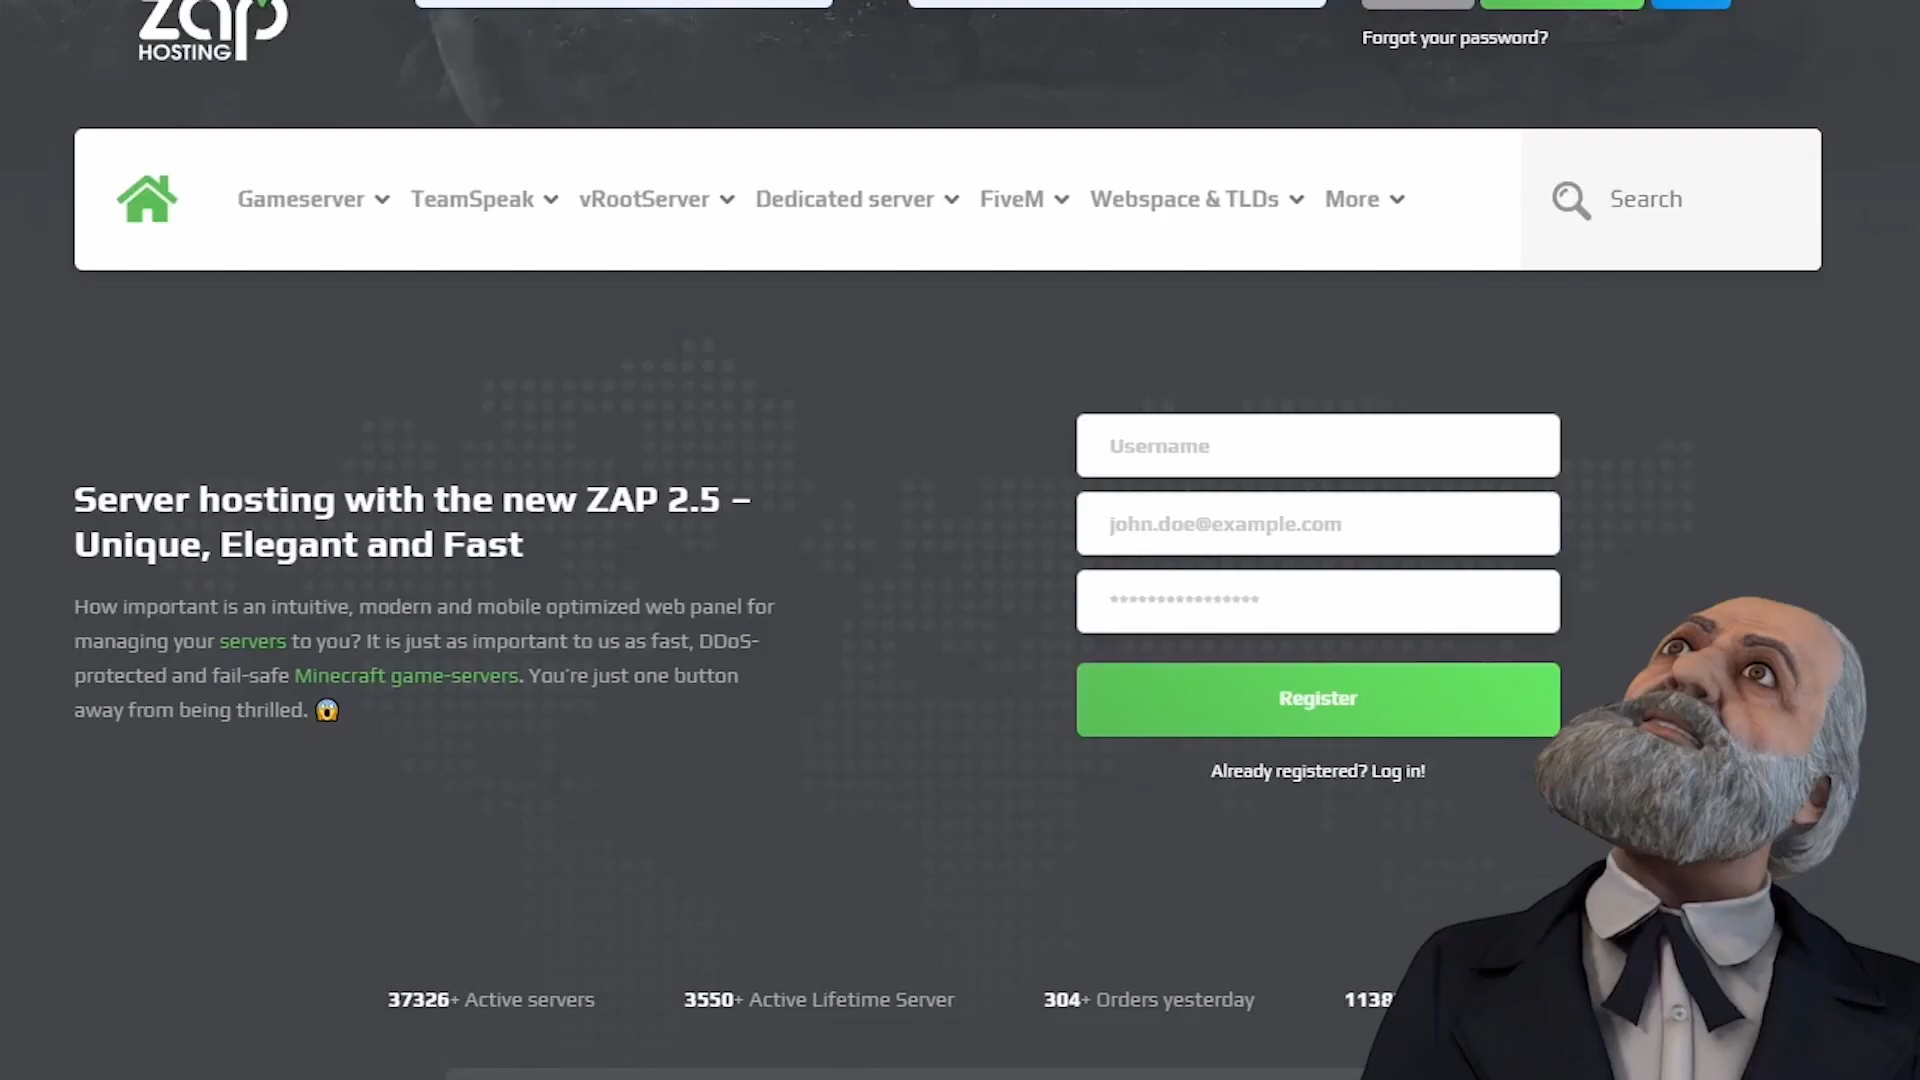 zap
HOSTING
Forgot your password?
Gameserver TeamSpeak vRootServer Dedicated server FiveM Webspace & TLDs More Search
Server hosting with the new ZAP 2.5 –
Unique, Elegant and Fast
How important is an intuitive, modern and mobile optimized web panel for
managing your servers to you? It is just as important to us as fast, DDoS-
protected and fail-safe Minecraft game-servers. You're just one button
away from being thrilled.
Username
john.doe@example.com
****************
Register
Already registered? Log in!
37326+ Active servers 3550+ Active Lifetime Server 304+ Orders yesterday 1138